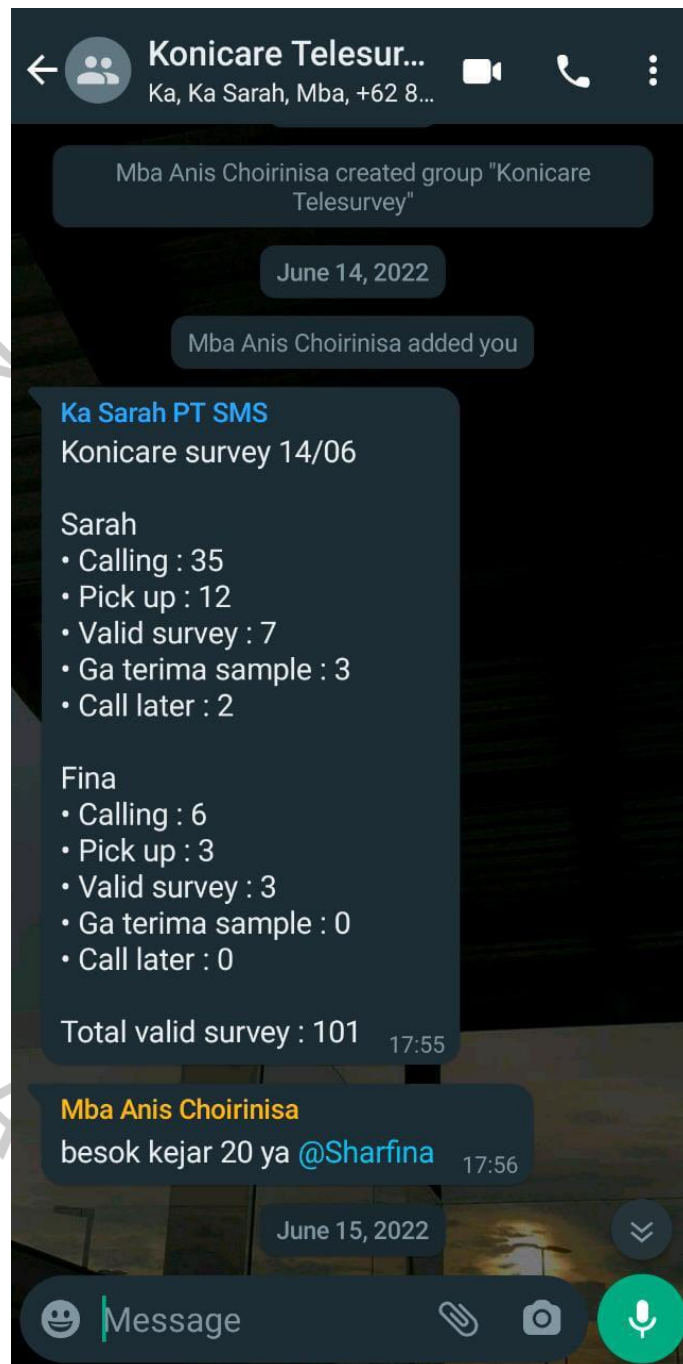 Konicare Telesur...
Ka, Ka Sarah, Mba, +62 8...
Mba Anis Choirinisa created group "Konicare
Telesurvey"
June 14, 2022
Mba Anis Choirinisa added you
Ka Sarah PT SMS
Konicare survey 14/06
Sarah
• Calling : 35
• Pick up : 12
• Valid survey : 7
• Ga terima sample : 3
• Call later : 2
Fina
• Calling : 6
• Pick up : 3
• Valid survey : 3
• Ga terima sample : 0
• Call later : 0
Total valid survey : 101 17:55
Mba Anis Choirinisa
besok kejar 20 ya @Sharfina 17:56
June 15, 2022
Message